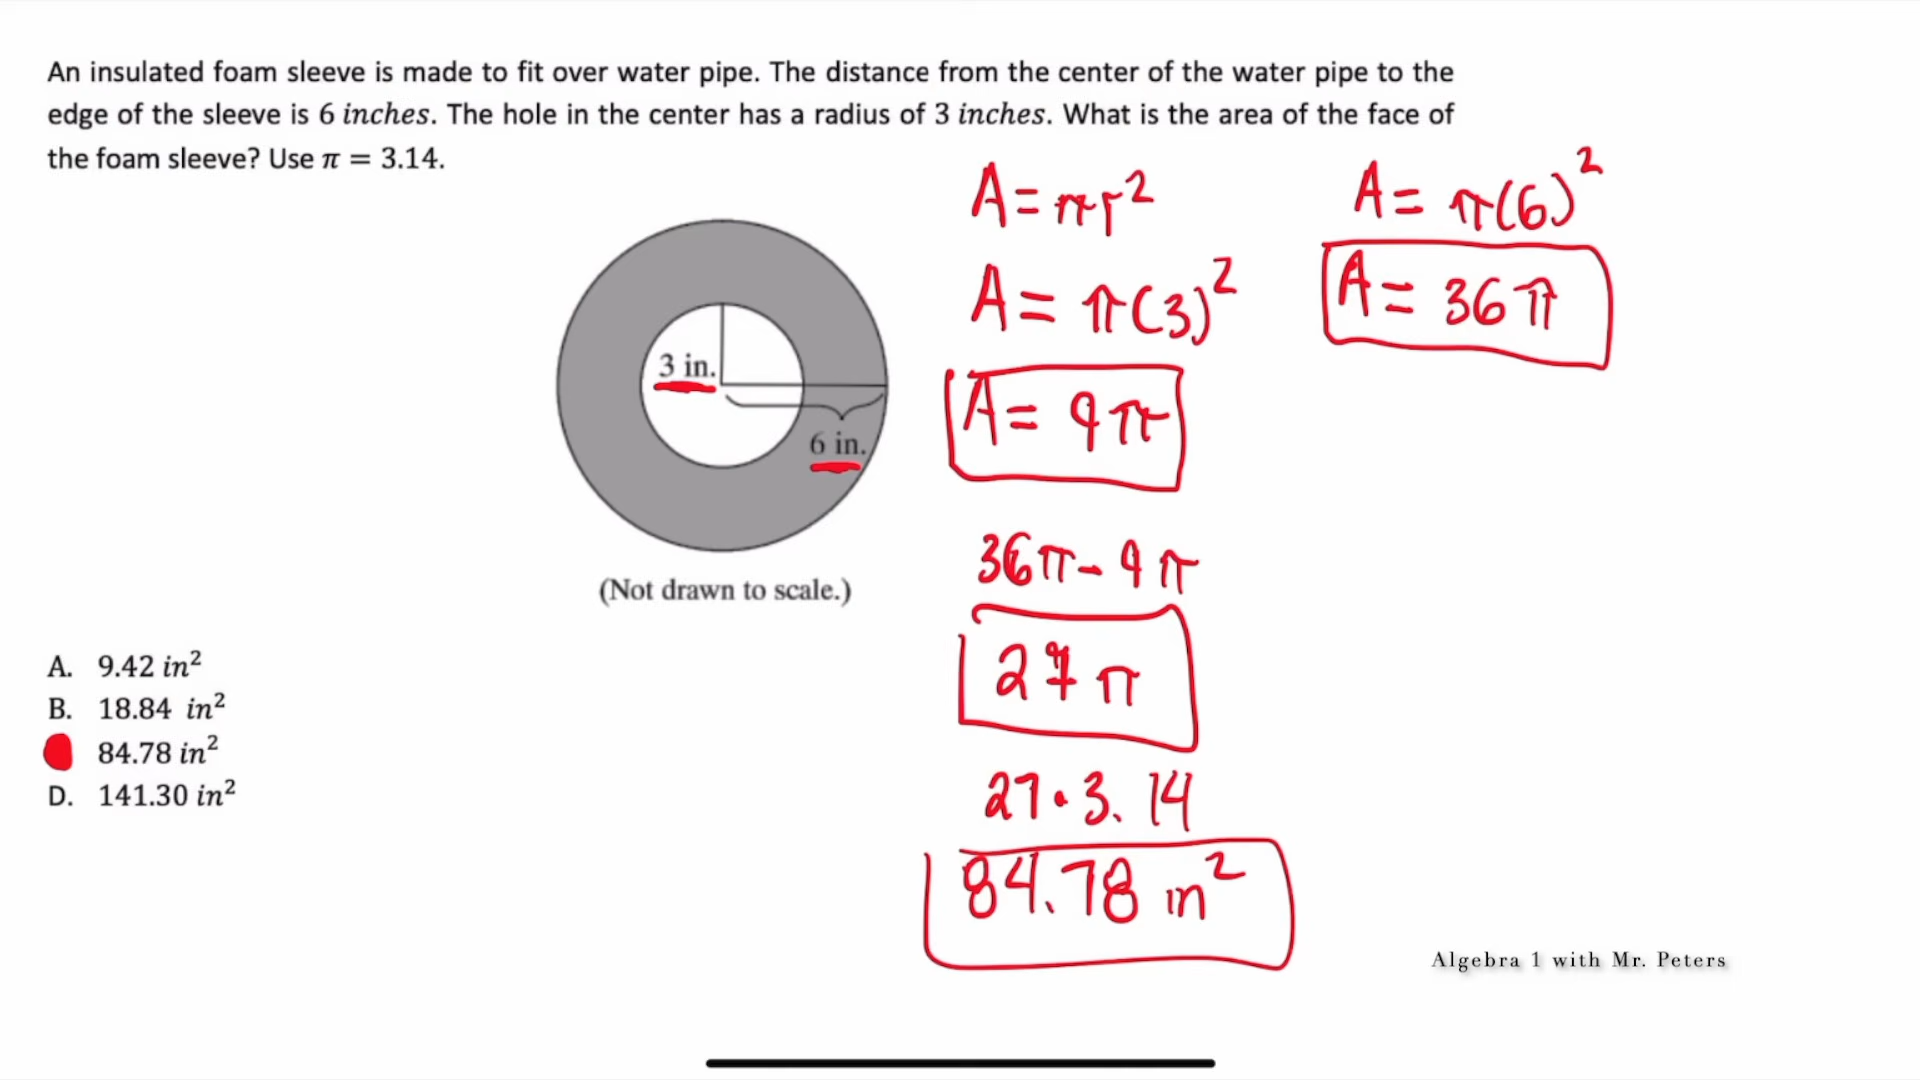 An insulated foam sleeve is made to fit over water pipe. The distance from the center of the water pipe to the
edge of the sleeve is 6 inches. The hole in the center has a radius of 3 inches. What is the area of the face of
the foam sleeve? Use π = 3.14.
3 in.
6 in.
(Not drawn to scale.)
A. 9.42 in²
B. 18.84 in²
84.78 in²
D. 141.30 in²
A = πr²
A = π(3)²
A = 9π
A = π(6)²
A = 36π
36π - 9π
27π
27 · 3.14
84.78 in²
Algebra 1 with Mr. Peters